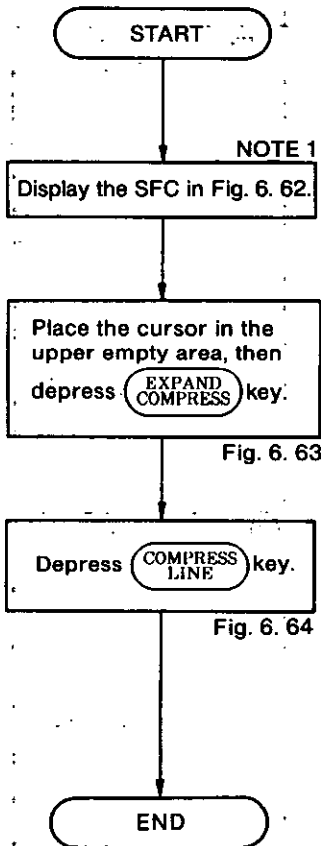 START
NOTE 1
Display the SFC in Fig. 6. 62.
Place the cursor in the
upper empty area, then
depress EXPAND COMPRESS key.
Fig. 6. 63
Depress COMPRESS LINE key.
Fig. 6. 64
END